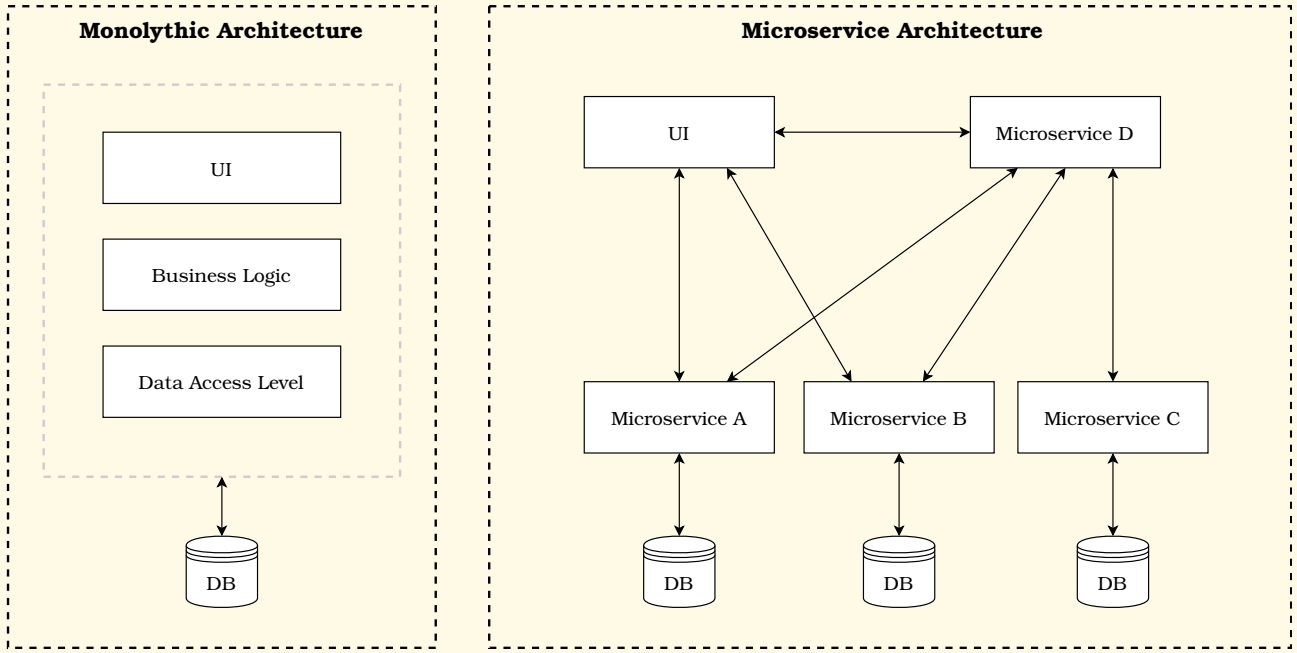 Monolythic Architecture
UI
Business Logic
Data Access Level
DB
Microservice Architecture
UI
Microservice D
Microservice A
Microservice B
Microservice C
DB
DB
DB